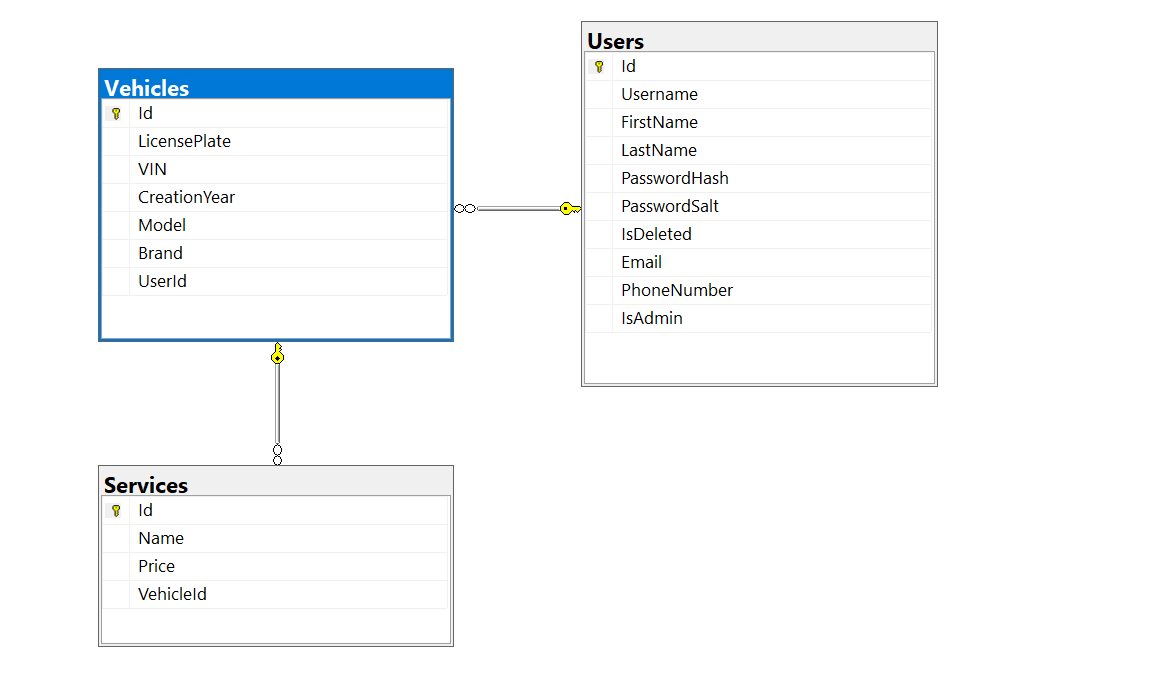 Vehicles
Id
LicensePlate
VIN
CreationYear
Model
Brand
UserId
Users
Id
Username
FirstName
LastName
PasswordHash
PasswordSalt
IsDeleted
Email
PhoneNumber
IsAdmin
Services
Id
Name
Price
VehicleId